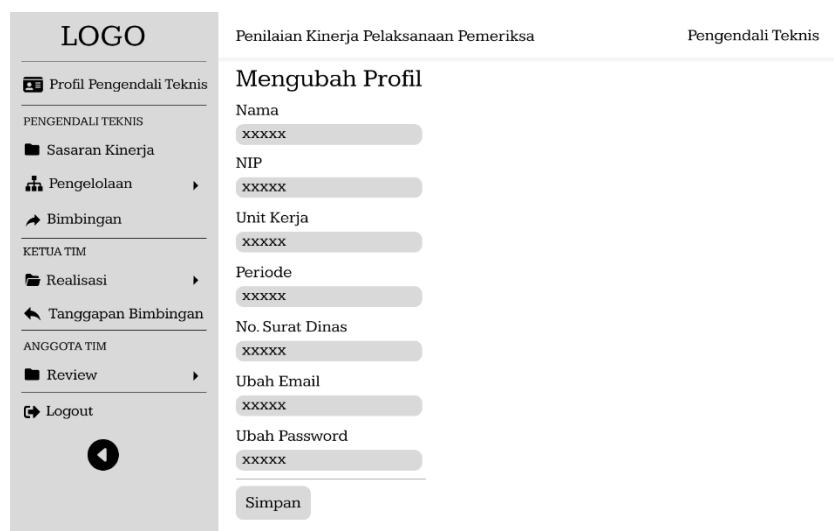 LOGO
Profil Pengendali Teknis
PENGENDALI TEKNIS
Sasaran Kinerja
Pengelolaan
Bimbingan
KETUA TIM
Realisasi
Tanggapan Bimbingan
ANGGOTA TIM
Review
Logout
Penilaian Kinerja Pelaksanaan Pemeriksa
Pengendali Teknis
Mengubah Profil
Nama
xxxxx
NIP
xxxxx
Unit Kerja
xxxxx
Periode
xxxxx
No. Surat Dinas
xxxxx
Ubah Email
xxxxx
Ubah Password
xxxxx
Simpan